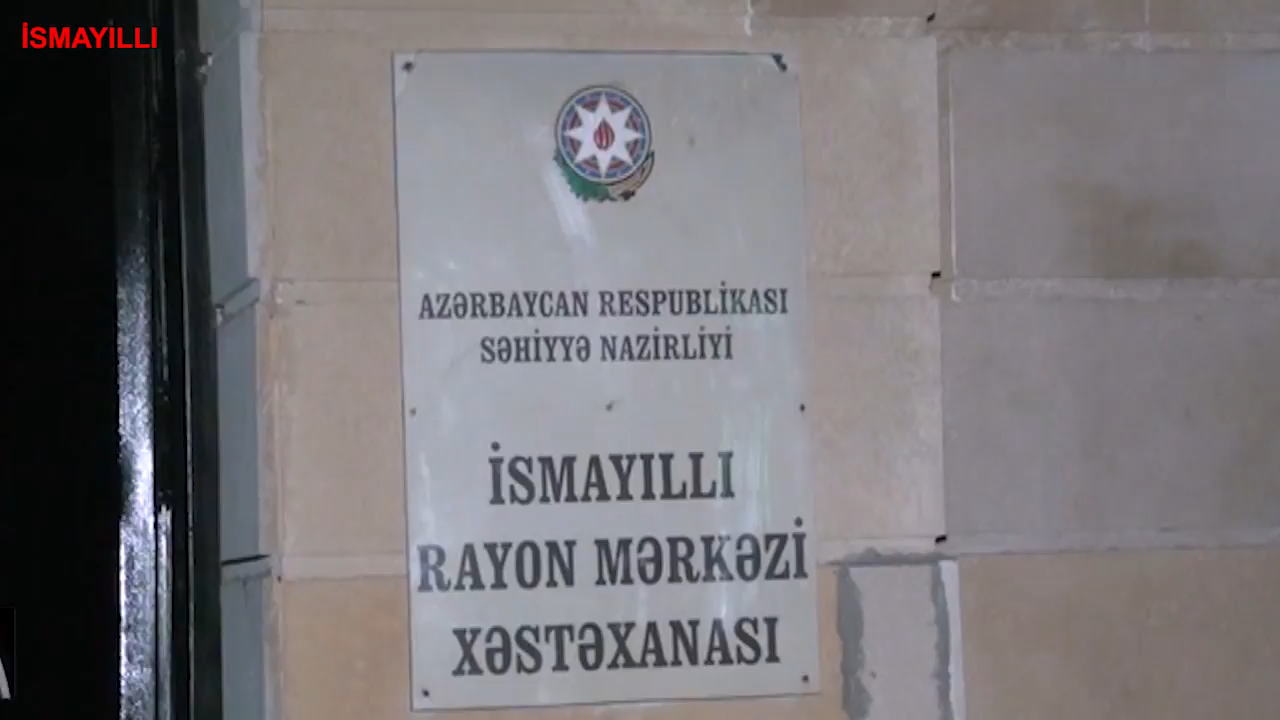 İSMAYILLI
AZƏRBAYCAN RESPUBLİKASI
SƏHİYYƏ NAZİRLİYİ
İSMAYILLI
RAYON MƏRKƏZİ
XƏSTƏXANASI